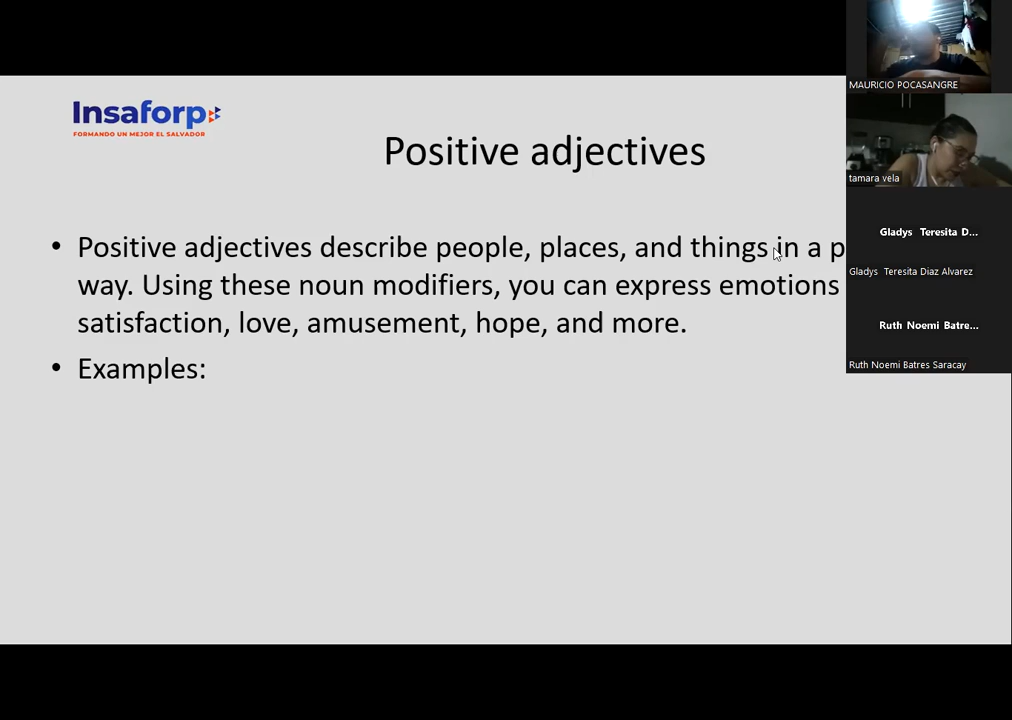 MAURICIO POCASANGRE
Insaforp
FORMANDO UN MEJOR EL SALVADOR
Positive adjectives
tamara vela
Gladys Teresita D...
• Positive adjectives describe people, places, and things in a p
Gladys Teresita Diaz Alvarez
way. Using these noun modifiers, you can express emotions
satisfaction, love, amusement, hope, and more.
Ruth Noemi Batre...
Ruth Noemi Batres Saracay
• Examples: